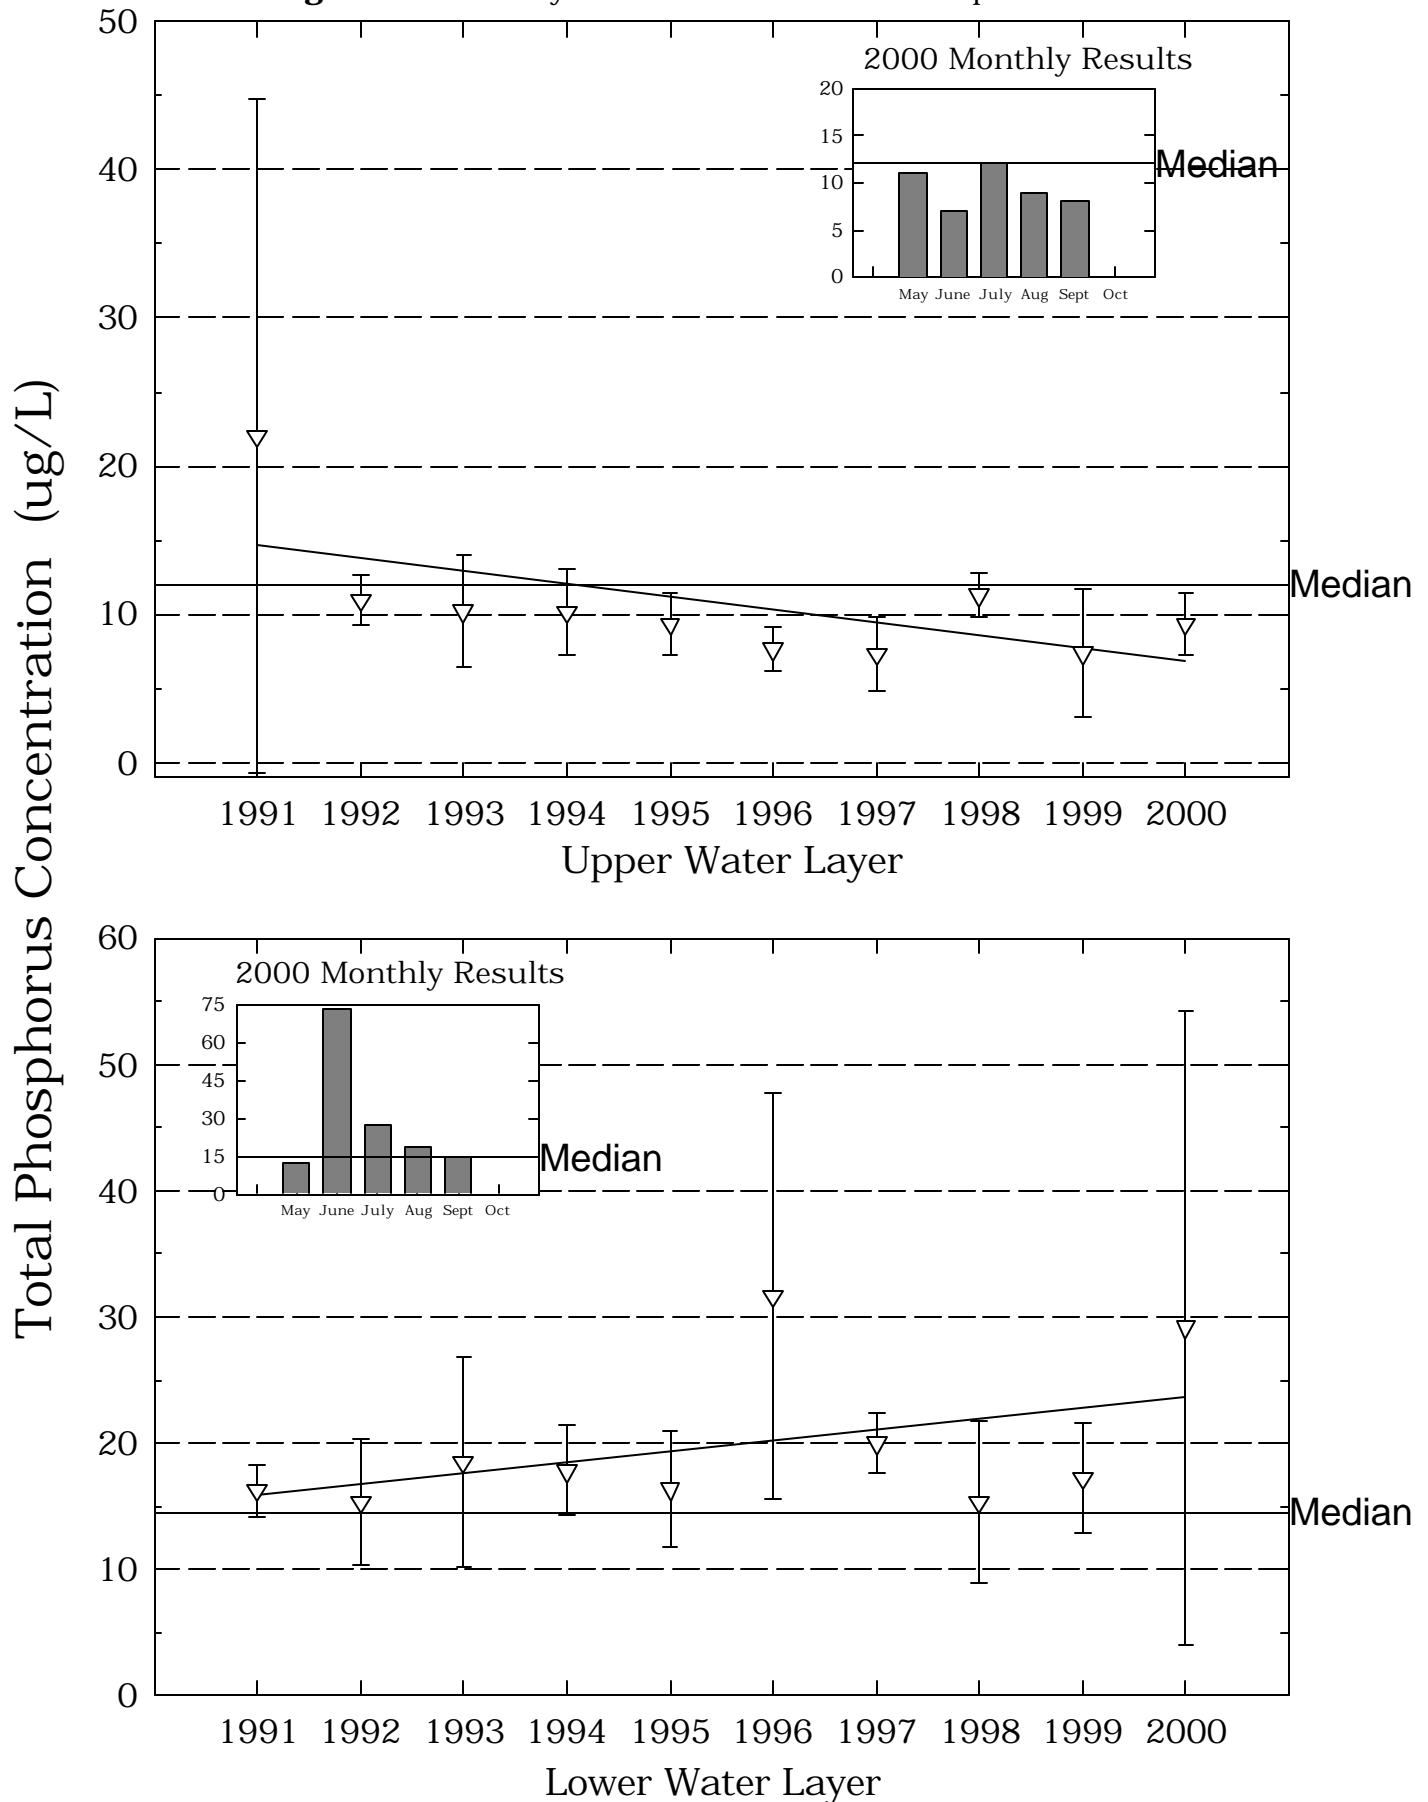 50
2000 Monthly Results
20
15
Median
40
10
5
0
May June July Aug Sept Oct
30
20
Median
10
0
1991 1992 1993 1994 1995 1996 1997 1998 1999 2000
Upper Water Layer
Total Phosphorus Concentration (ug/L)
60
2000 Monthly Results
75
60
50
45
30
15
Median
40
0
May June July Aug Sept Oct
30
20
Median
10
0
1991 1992 1993 1994 1995 1996 1997 1998 1999 2000
Lower Water Layer